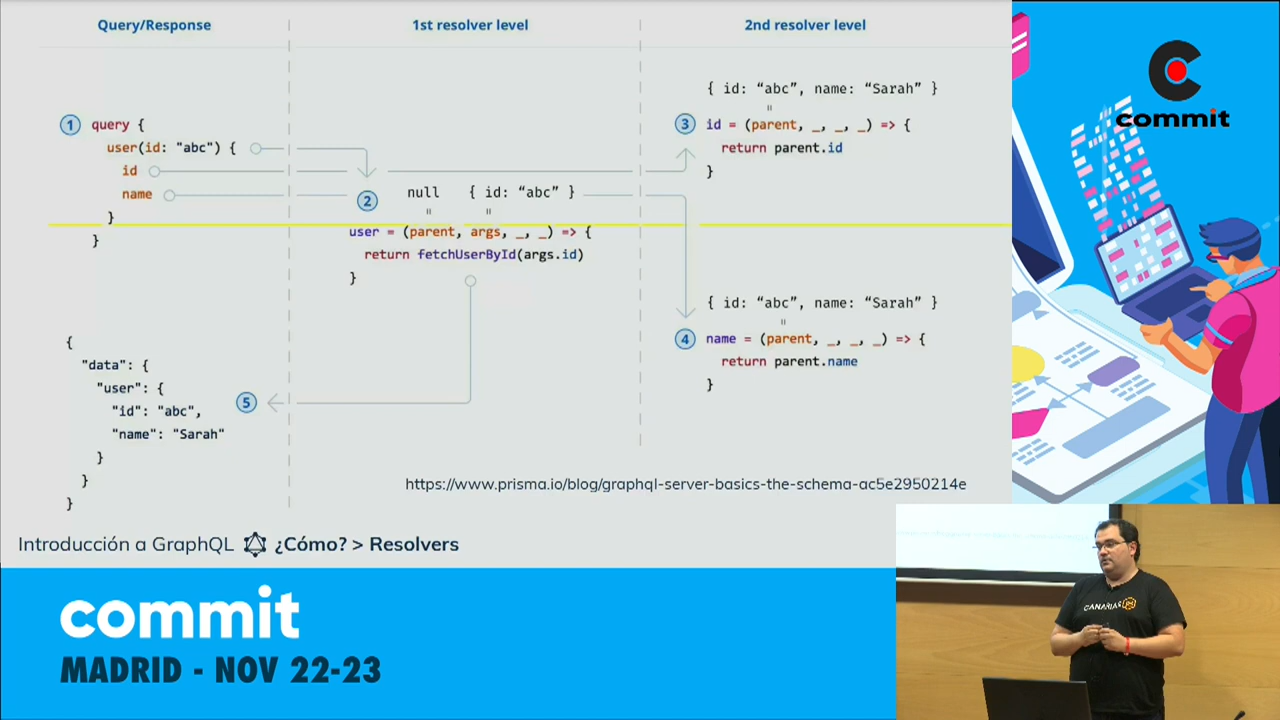 Query/Response
1st resolver level
2nd resolver level
1 query {
user(id: "abc") {
id
name
}
}
2 null { id: “abc” }
= =
user = (parent, args, _, _) => {
return fetchUserById(args.id)
}
{ id: “abc”, name: “Sarah” }
=
3 id = (parent, _, _, _) => {
return parent.id
}
{ id: “abc”, name: “Sarah” }
=
4 name = (parent, _, _, _) => {
return parent.name
}
5
{
"data": {
"user": {
"id": "abc",
"name": "Sarah"
}
}
}
https://www.prisma.io/blog/graphql-server-basics-the-schema-ac5e2950214e
Introducción a GraphQL ¿Cómo? > Resolvers
commit
commit
MADRID - NOV 22-23